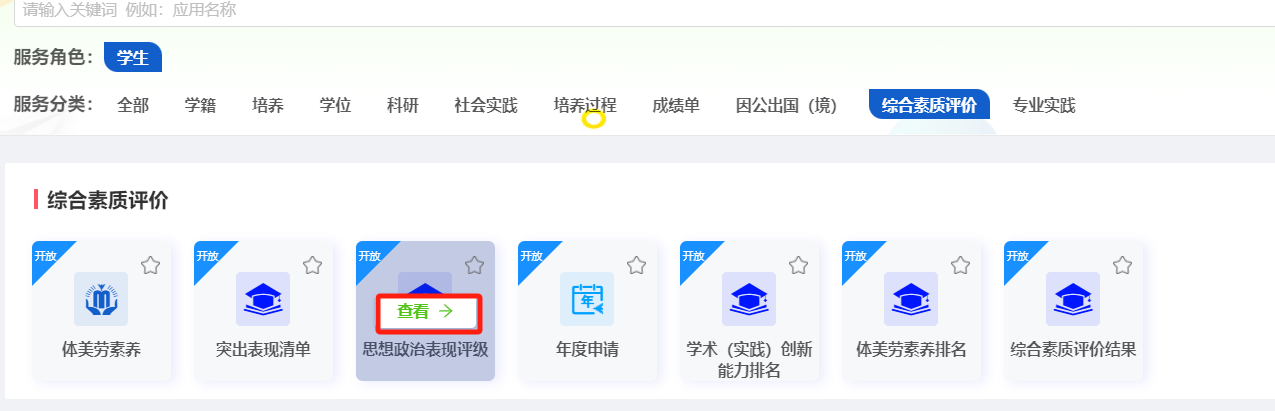 请输入关键词 例如：应用名称
服务角色： 学生
服务分类： 全部 学籍 培养 学位 科研 社会实践 培养过程 成绩单 因公出国（境） 综合素质评价 专业实践
综合素质评价
开放 开放 开放 开放 开放 开放 开放
查看 →
年
体美劳素养 突出表现清单 思想政治表现评级 年度申请 学术（实践）创新 体美劳素养排名 综合素质评价结果
能力排名